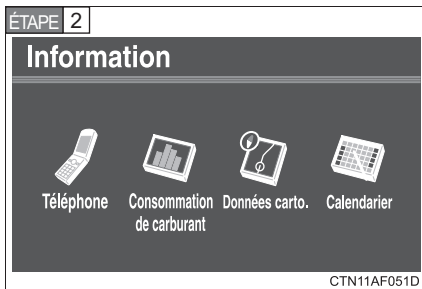 ÉTAPE 2
Information
Téléphone Consommation de carburant Données carto. Calendarier
CTN11AF051D